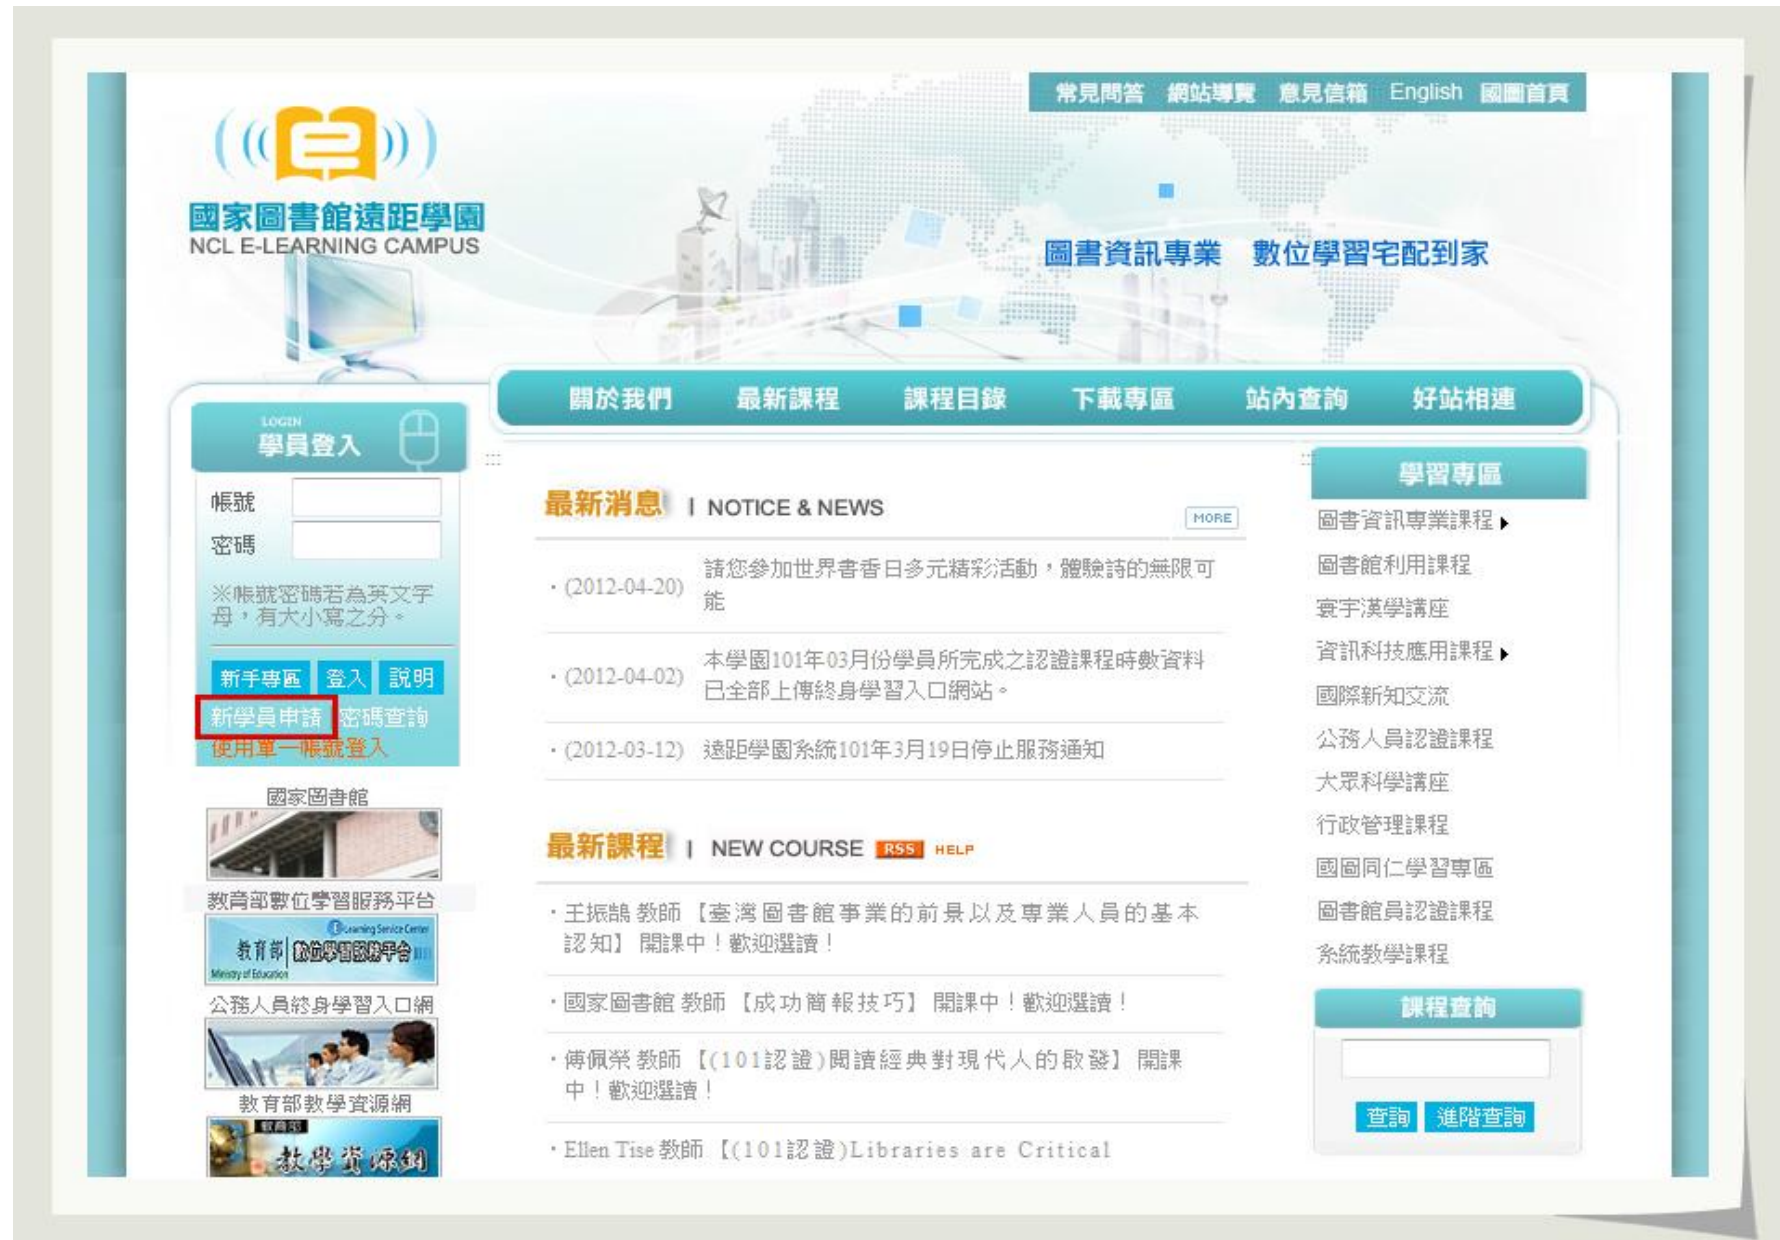 常見問答 網站導覽 意見信箱 English 國圖首頁
國家圖書館遠距學園
NCL E-LEARNING CAMPUS
圖書資訊專業 數位學習宅配到家
關於我們 最新課程 課程目錄 下載專區 站內查詢 好站相連
LOGIN
學員登入
帳號
密碼
※帳號密碼若為英文字
母，有大小寫之分。
新手專區 登入 說明
新學員申請 密碼查詢
使用單一帳號登入
國家圖書館
教育部數位學習服務平台
E Learning Service Center
教育部 數位學習服務平台
Ministry of Education
公務人員終身學習入口網
教育部教學資源網
教育部
教學資源網
最新消息 | NOTICE & NEWS
MORE
・(2012-04-20) 請您參加世界書香日多元精彩活動，體驗詩的無限可
能
・(2012-04-02) 本學園101年03月份學員所完成之認證課程時數資料
已全部上傳終身學習入口網站。
・(2012-03-12) 遠距學園系統101年3月19日停止服務通知
最新課程 | NEW COURSE RSS HELP
・王振鵠 教師【臺灣圖書館事業的前景以及專業人員的基本
認知】 開課中！歡迎選讀！
・國家圖書館 教師【成功簡報技巧】 開課中！歡迎選讀！
・傅佩榮 教師【(101認證)閱讀經典對現代人的啟發】 開課
中！歡迎選讀！
・Ellen Tise 教師【(101認證)Libraries are Critical
學習專區
圖書資訊專業課程
圖書館利用課程
寰宇漢學講座
資訊科技應用課程
國際新知交流
公務人員認證課程
大眾科學講座
行政管理課程
國圖同仁學習專區
圖書館員認證課程
系統教學課程
課程查詢
查詢 進階查詢